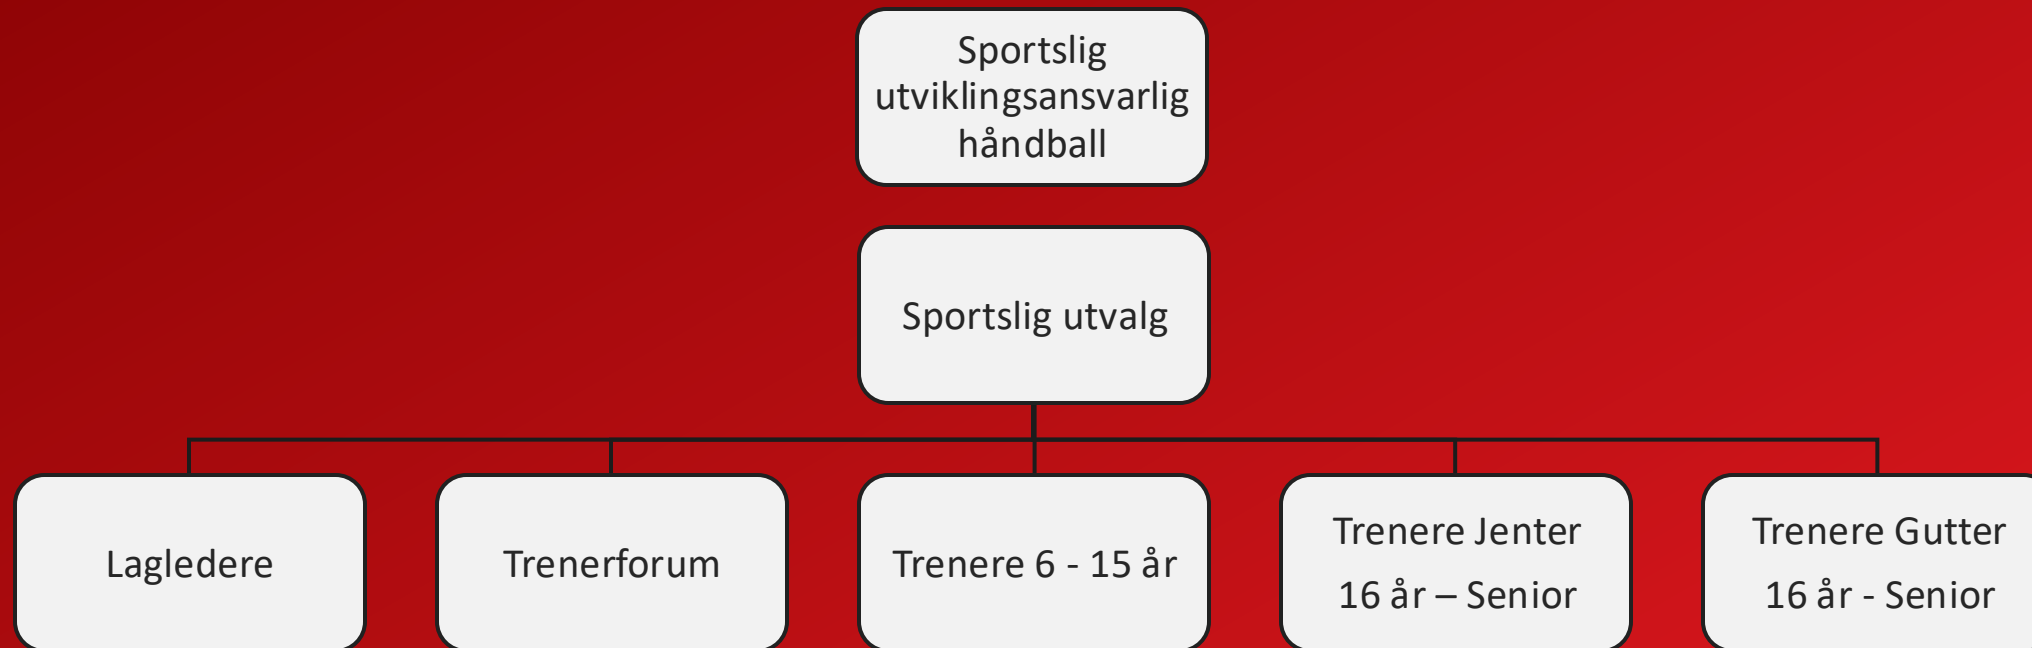 Sportslig
utviklingsansvarlig
håndball
Sportslig utvalg
Lagledere
Trenerforum
Trenere 6 - 15 år
Trenere Jenter
16 år – Senior
Trenere Gutter
16 år - Senior